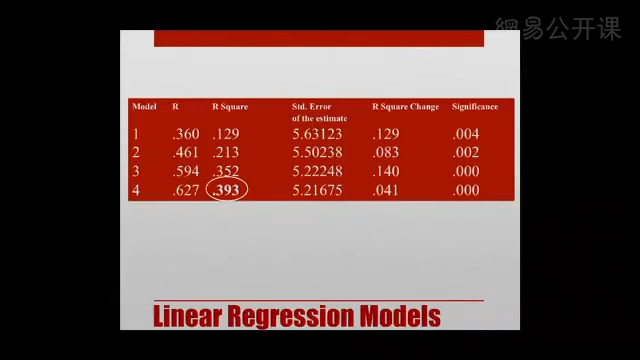 網易公开课
Model R R Square Std. Error of the estimate R Square Change Significance
1 .360 .129 5.63123 .129 .004
2 .461 .213 5.50238 .083 .002
3 .594 .352 5.22248 .140 .000
4 .627 .393 5.21675 .041 .000
Linear Regression Models